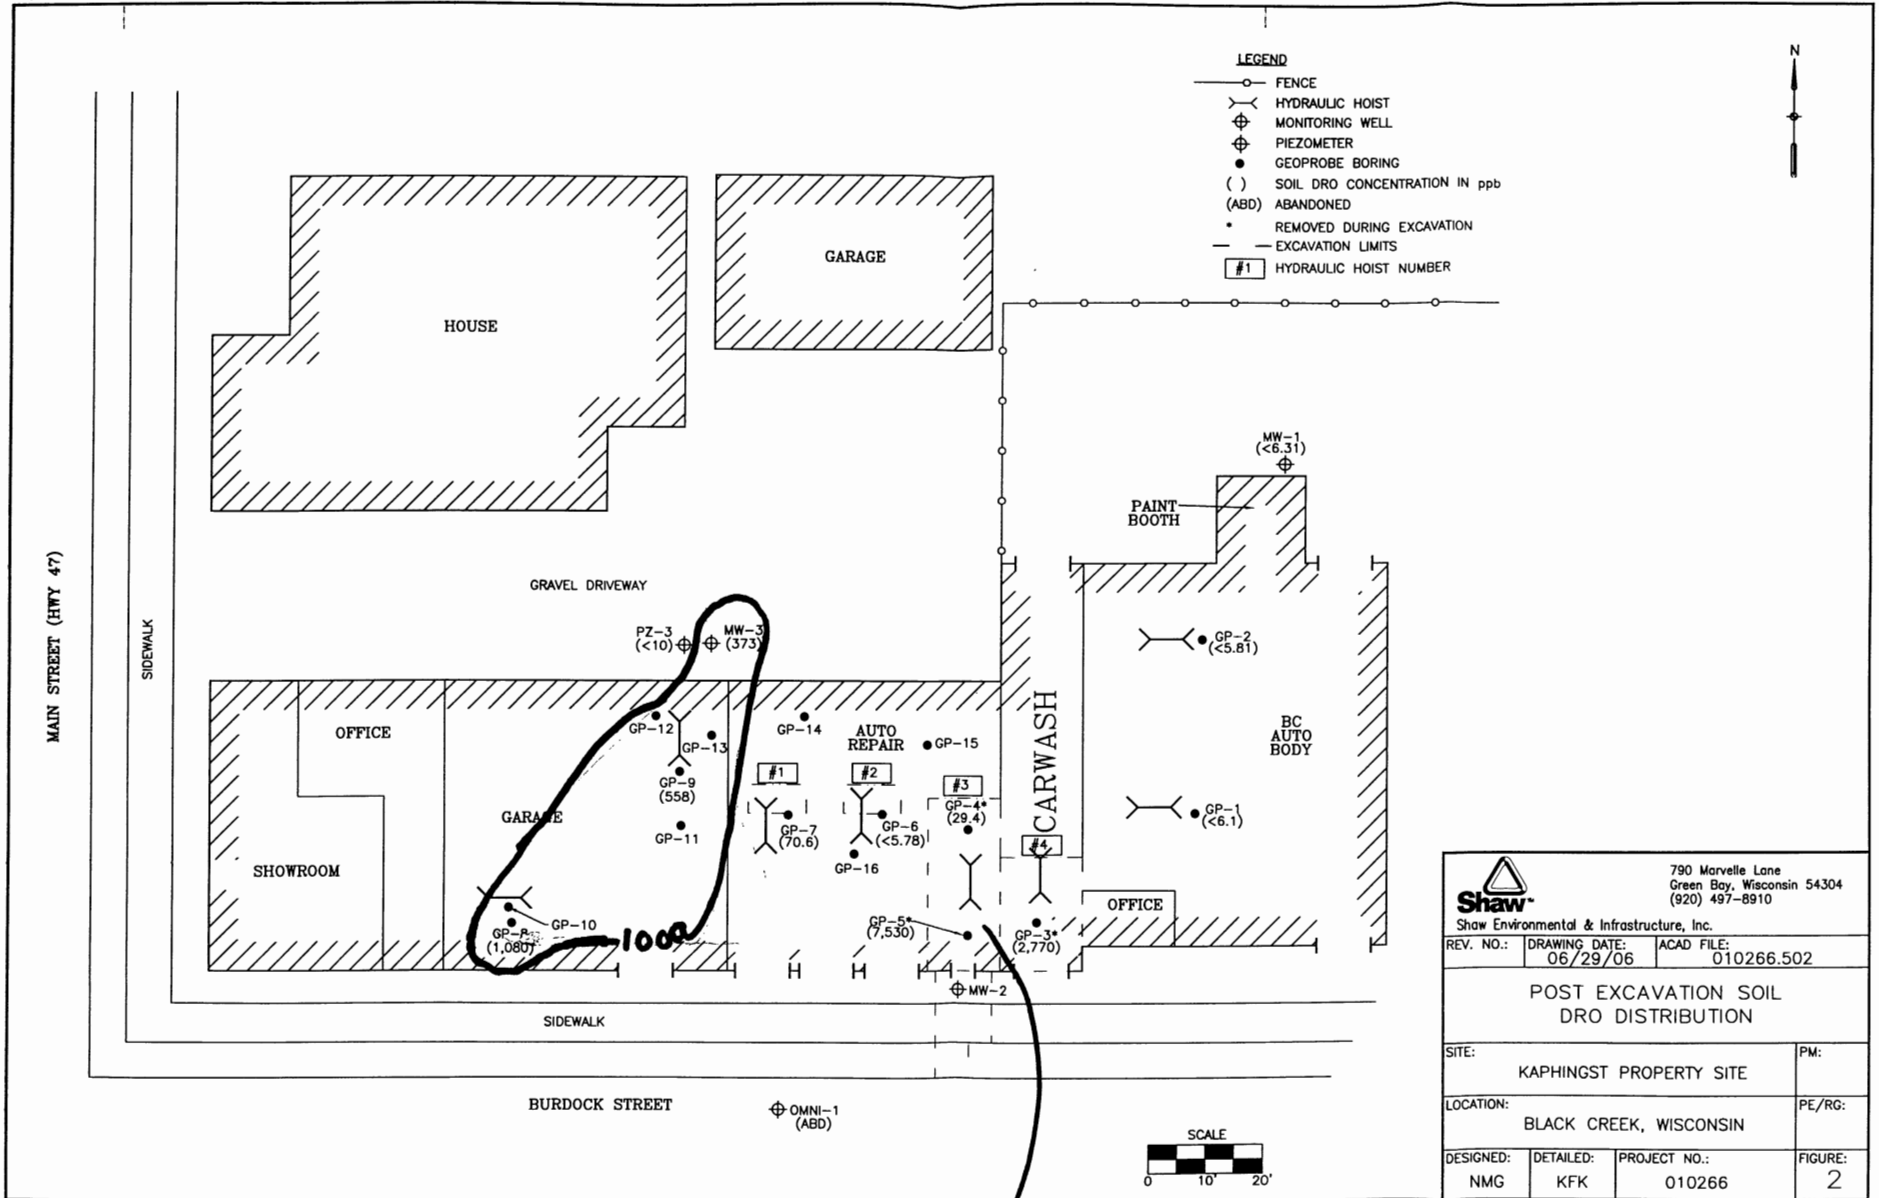 LEGEND
FENCE
HYDRAULIC HOIST
MONITORING WELL
PIEZOMETER
GEOPROBE BORING
( ) SOIL DRO CONCENTRATION IN ppb
(ABD) ABANDONED
* REMOVED DURING EXCAVATION
EXCAVATION LIMITS
#1 HYDRAULIC HOIST NUMBER
N
HOUSE
GARAGE
MW-1
(<6.31)
PAINT
BOOTH
MAIN STREET (HWY 47)
SIDEWALK
GRAVEL DRIVEWAY
PZ-3
(<10)
MW-3
(373)
GP-2
(<5.81)
OFFICE
GP-12
GP-13
GP-14
AUTO
REPAIR
GP-15
CARWASH
BC
AUTO
BODY
#1
#2
#3
GP-9
(558)
GP-4*
(29.4)
GARAGE
GP-11
GP-7
(70.6)
GP-6
(<5.78)
GP-1
(<6.1)
#4
GP-16
SHOWROOM
OFFICE
GP-10
GP-8
(1,080)
1000
GP-5*
(7,530)
GP-3*
(2,770)
MW-2
SIDEWALK
BURDOCK STREET
OMNI-1
(ABD)
SCALE
0 10' 20'
Shaw™
790 Marvelle Lane
Green Bay, Wisconsin 54304
(920) 497-8910
Shaw Environmental & Infrastructure, Inc.
REV. NO.: DRAWING DATE: ACAD FILE:
06/29/06 010266.502
POST EXCAVATION SOIL
DRO DISTRIBUTION
SITE: PM:
KAPHINGST PROPERTY SITE
LOCATION: PE/RG:
BLACK CREEK, WISCONSIN
DESIGNED: DETAILED: PROJECT NO.: FIGURE:
NMG KFK 010266 2